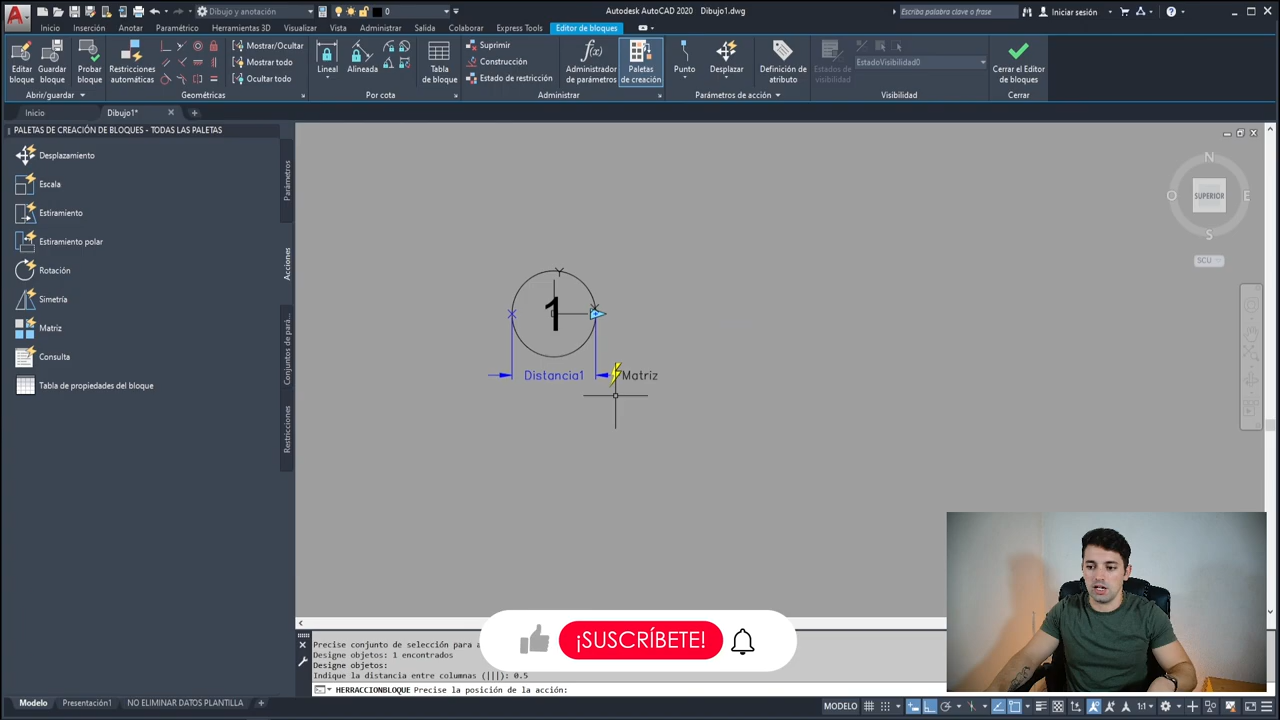 Dibujo y anotación
0
Autodesk AutoCAD 2020 Dibujo1.dwg
Escriba palabra clave o frase
Iniciar sesión
Inicio Inserción Anotar Paramétrico Herramientas 3D Visualizar Vista Administrar Salida Colaborar Express Tools Editor de bloques
Editar bloque
Guardar bloque
Probar bloque
Restricciones automáticas
Mostrar/Ocultar
Mostrar todo
Ocultar todo
Lineal
Alineada
Tabla de bloque
Suprimir
Construcción
Estado de restricción
Administrador de parámetros
Paletas de creación
Punto
Desplazar
Definición de atributo
Estados de visibilidad
EstadoVisibilidad0
Cerrar el Editor de bloques
Abrir/guardar
Geométricas
Por cota
Administrar
Parámetros de acción
Visibilidad
Cerrar
Inicio
Dibujo1*
PALETAS DE CREACIÓN DE BLOQUES - TODAS LAS PALETAS
Desplazamiento
Escala
Estiramiento
Estiramiento polar
Rotación
Simetría
Matriz
Consulta
Tabla de propiedades del bloque
Parámetros
Acciones
Conjuntos de pará...
Restricciones
N
O
SUPERIOR
E
S
SCU
Y
1
X
Distancia1
Matriz
Precise conjunto de selección para a
Designe objetos: 1 encontrados
Designe objetos:
Indique la distancia entre columnas (|||): 0.5
HERRACCIONBLOQUE Precise la posición de la acción:
¡SUSCRÍBETE!
Modelo
Presentación1
NO ELIMINAR DATOS PLANTILLA
MODELO
1:1